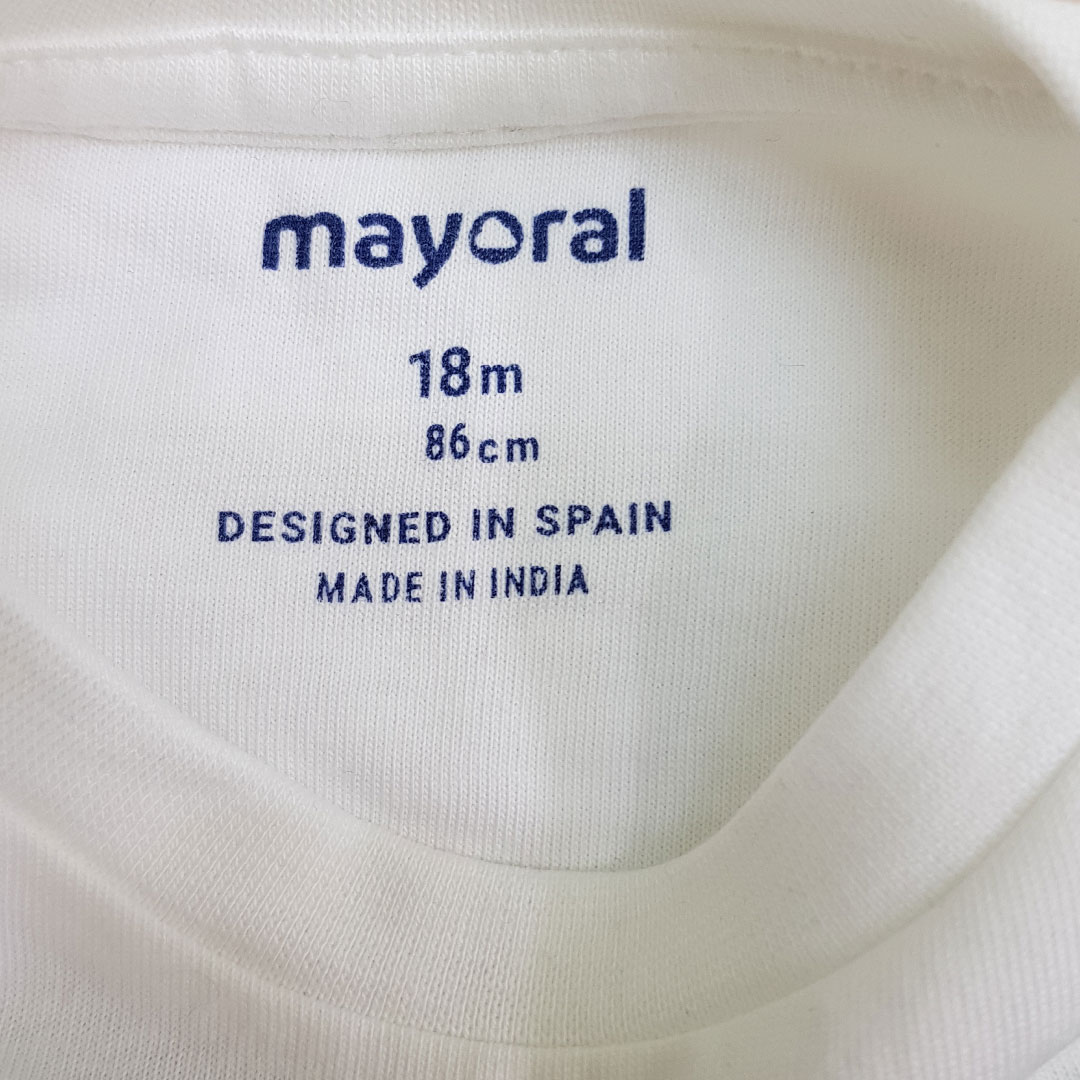 mayoral
18m
86cm
DESIGNED IN SPAIN
MADE IN INDIA